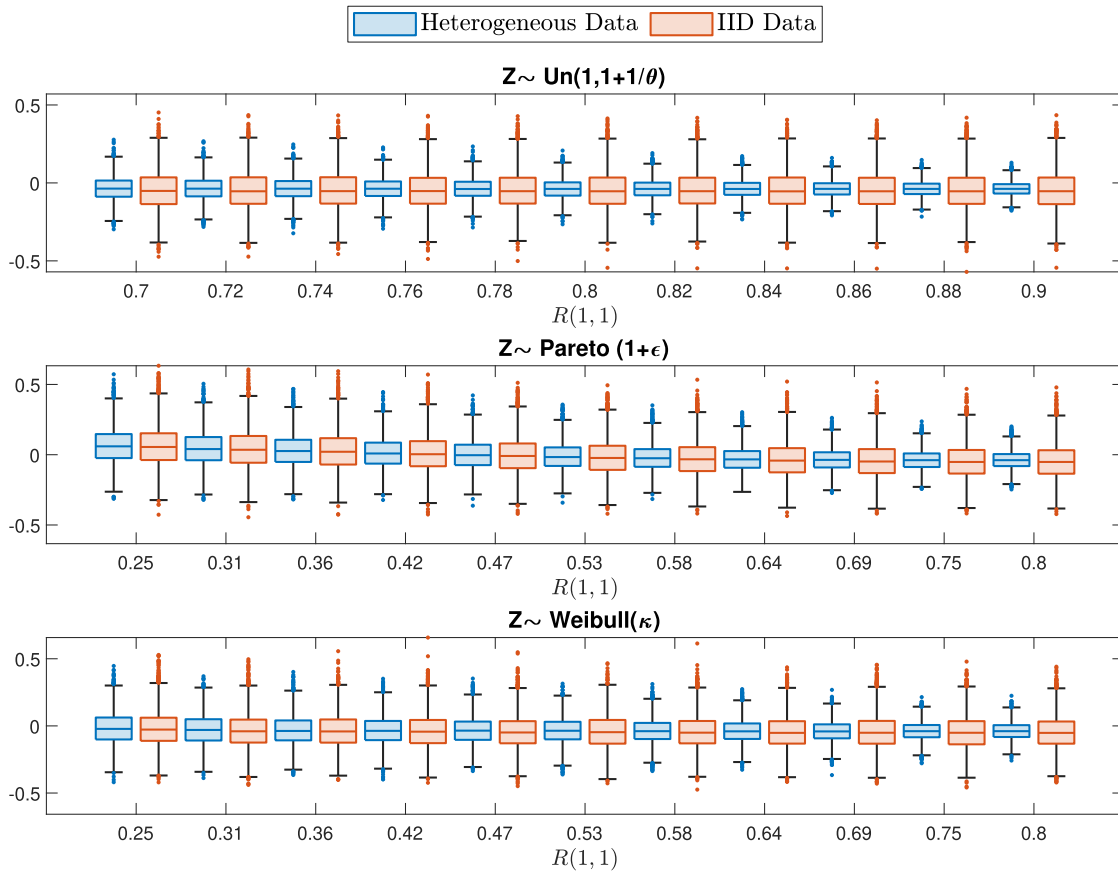 Heterogeneous Data IID Data
Z∼ Un(1,1+1/θ)
0.5
0
-0.5
0.7 0.72 0.74 0.76 0.78 0.8 0.82 0.84 0.86 0.88 0.9
R(1, 1)
Z∼ Pareto (1+ϵ)
0.5
0
-0.5
0.25 0.31 0.36 0.42 0.47 0.53 0.58 0.64 0.69 0.75 0.8
R(1, 1)
Z∼ Weibull(κ)
0.5
0
-0.5
0.25 0.31 0.36 0.42 0.47 0.53 0.58 0.64 0.69 0.75 0.8
R(1, 1)